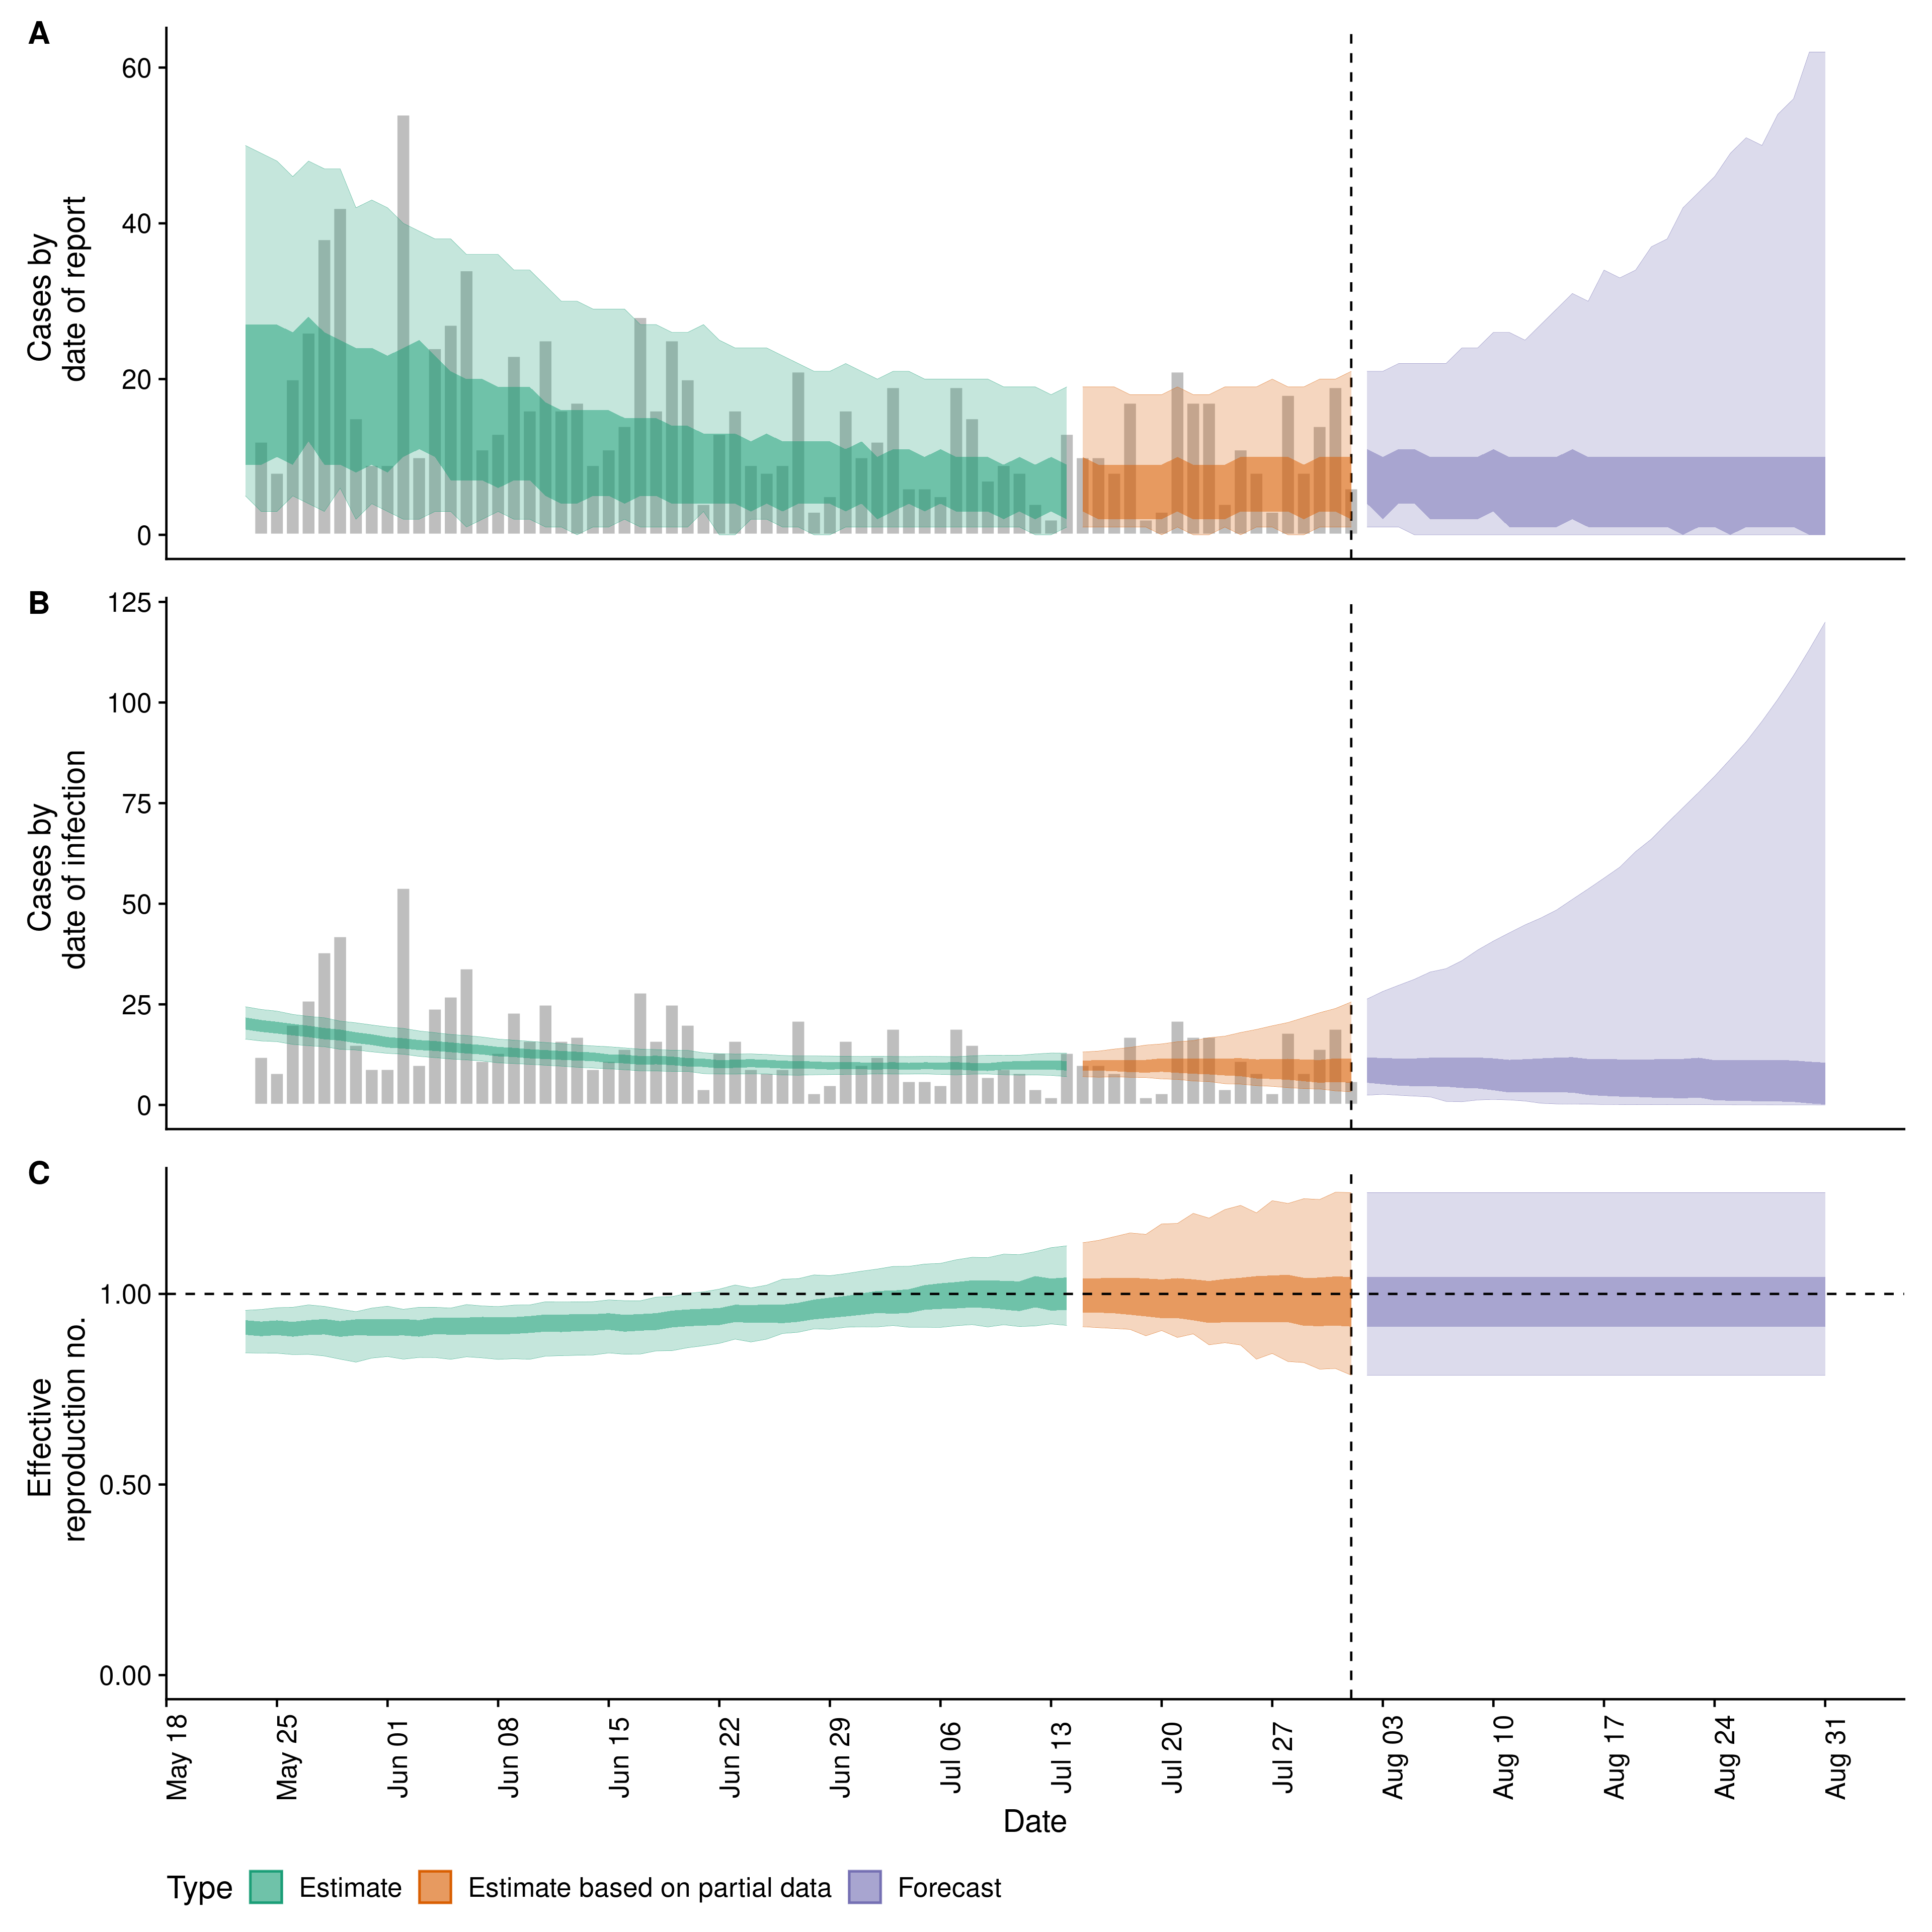 A
60
40
20
0
Cases by
date of report
B
125
100
75
50
25
0
Cases by
date of infection
C
1.00
0.50
0.00
Effective
reproduction no.
May 18
May 25
Jun 01
Jun 08
Jun 15
Jun 22
Jun 29
Jul 06
Jul 13
Jul 20
Jul 27
Aug 03
Aug 10
Aug 17
Aug 24
Aug 31
Date
Type Estimate Estimate based on partial data Forecast